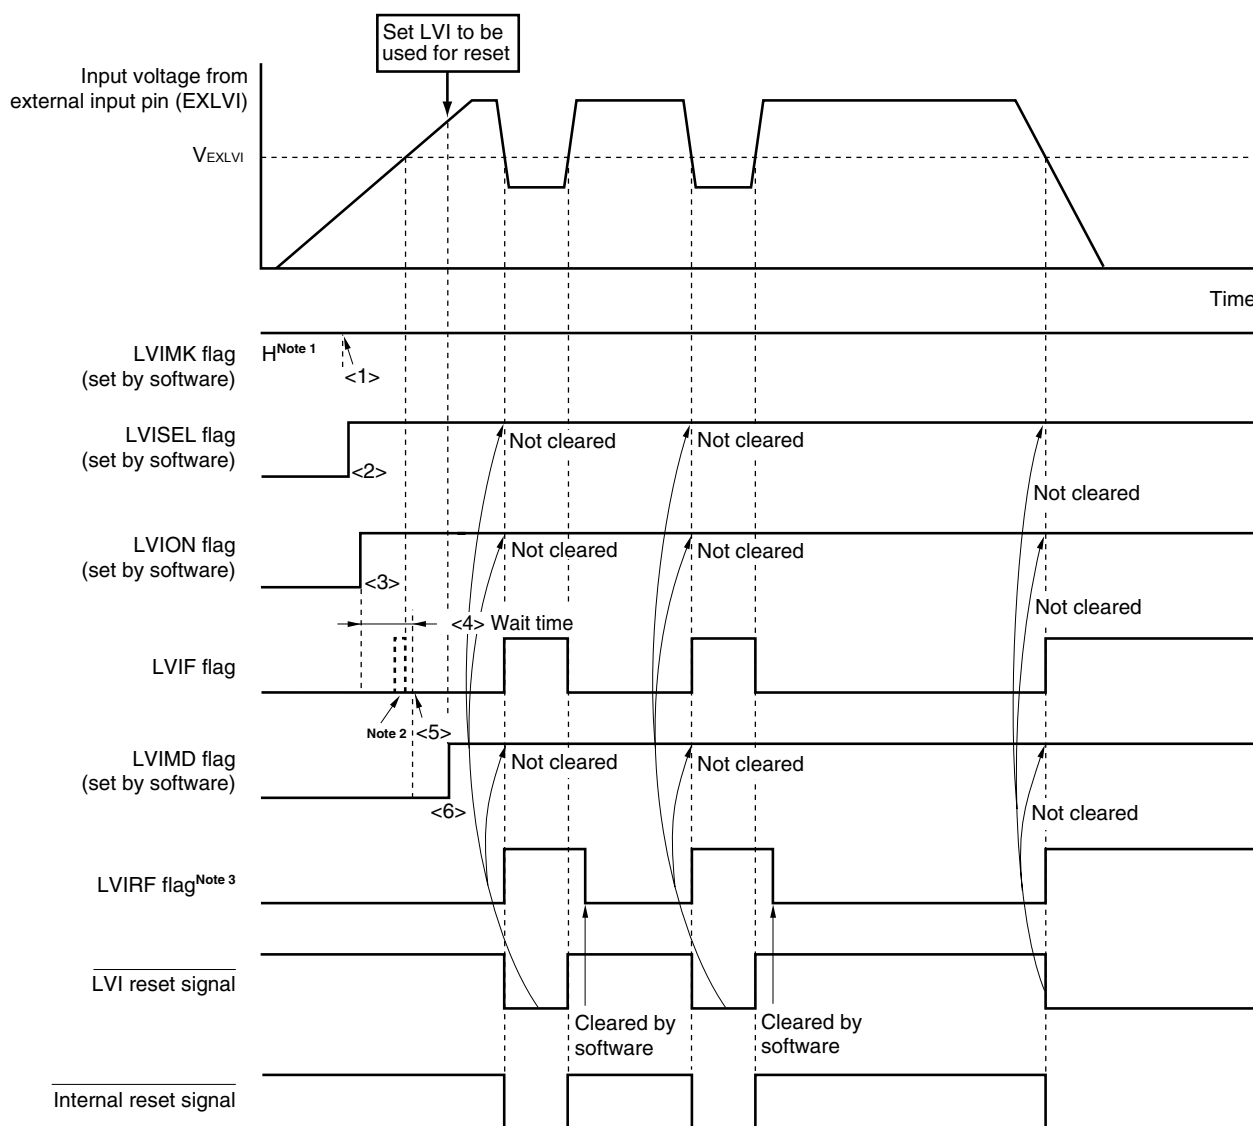 Set LVI to be
used for reset
Input voltage from
external input pin (EXLVI)
VEXLVI
Time
LVIMK flag
(set by software)
H Note 1
<1>
LVISEL flag
(set by software)
<2>
Not cleared
Not cleared
Not cleared
LVION flag
(set by software)
<3>
Not cleared
Not cleared
Not cleared
<4> Wait time
LVIF flag
Note 2
<5>
LVIMD flag
(set by software)
<6>
Not cleared
Not cleared
Not cleared
LVIRF flag Note 3
LVI reset signal
Cleared by
software
Cleared by
software
Internal reset signal